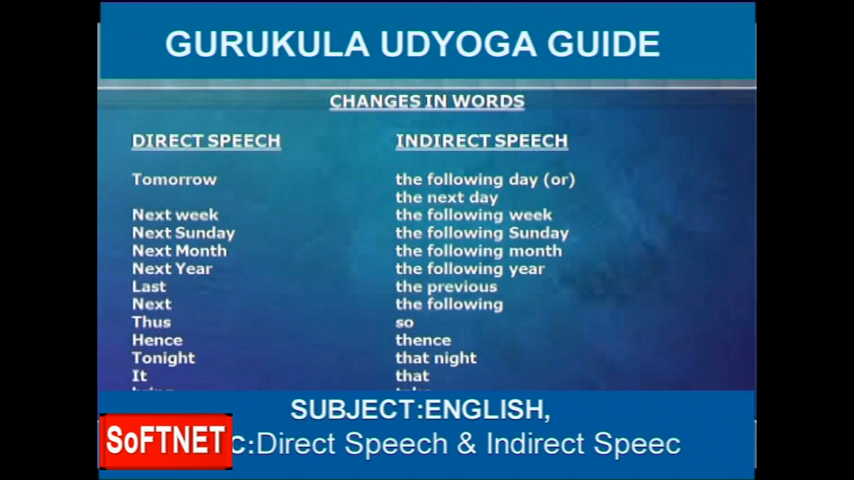 GURUKULA UDYOGA GUIDE
CHANGES IN WORDS
DIRECT SPEECH INDIRECT SPEECH
Tomorrow the following day (or)
the next day
Next week the following week
Next Sunday the following Sunday
Next Month the following month
Next Year the following year
Last the previous
Next the following
Thus so
Hence thence
Tonight that night
It that
SUBJECT:ENGLISH,
SoFTNET C:Direct Speech & Indirect Speec